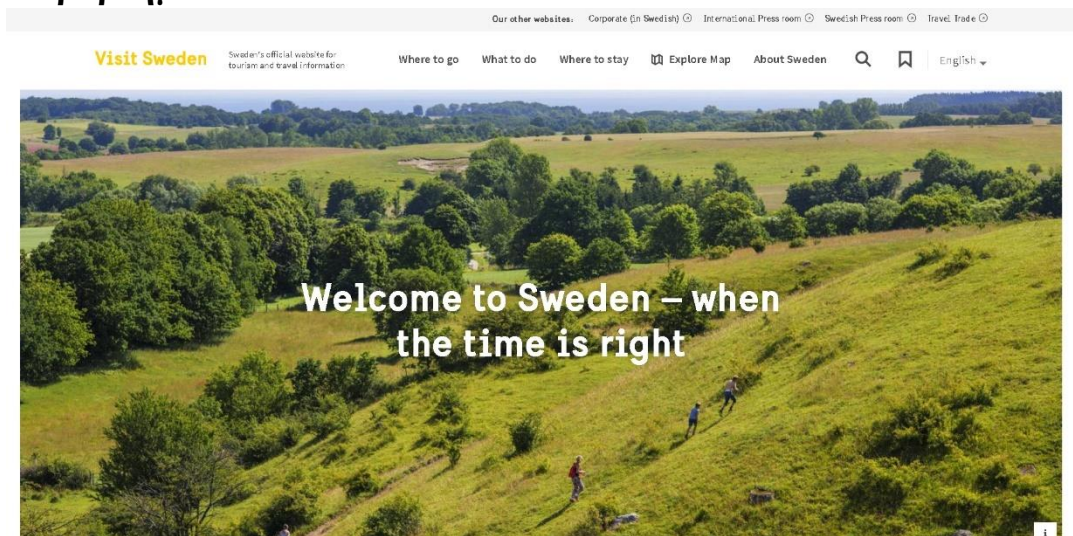 Our other websites: Corporate (in Swedish) International Press room Swedish Press room Travel Trade
Visit Sweden
Sweden's official website for
tourism and travel information
Where to go What to do Where to stay Explore Map About Sweden English
Welcome to Sweden – when
the time is right
i